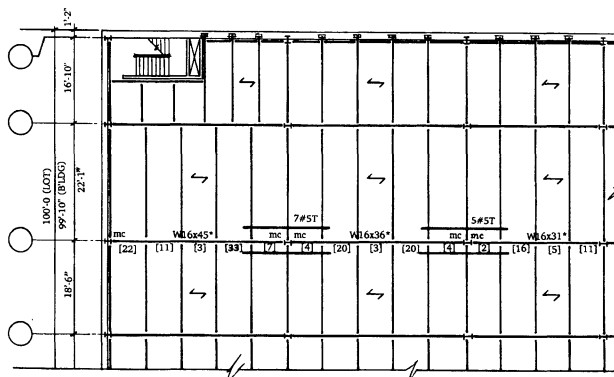 1'-2"
16'-10"
100'-0 (LOT)
99'-10" (B'LDG)
22'-1"
18'-6"
7#5T
5#5T
mc W16x45* mc mc W16x36* mc mc W16x31*
[22] [11] [3] [33] [7] [4] [20] [3] [20] [4] [2] [16] [5] [11]